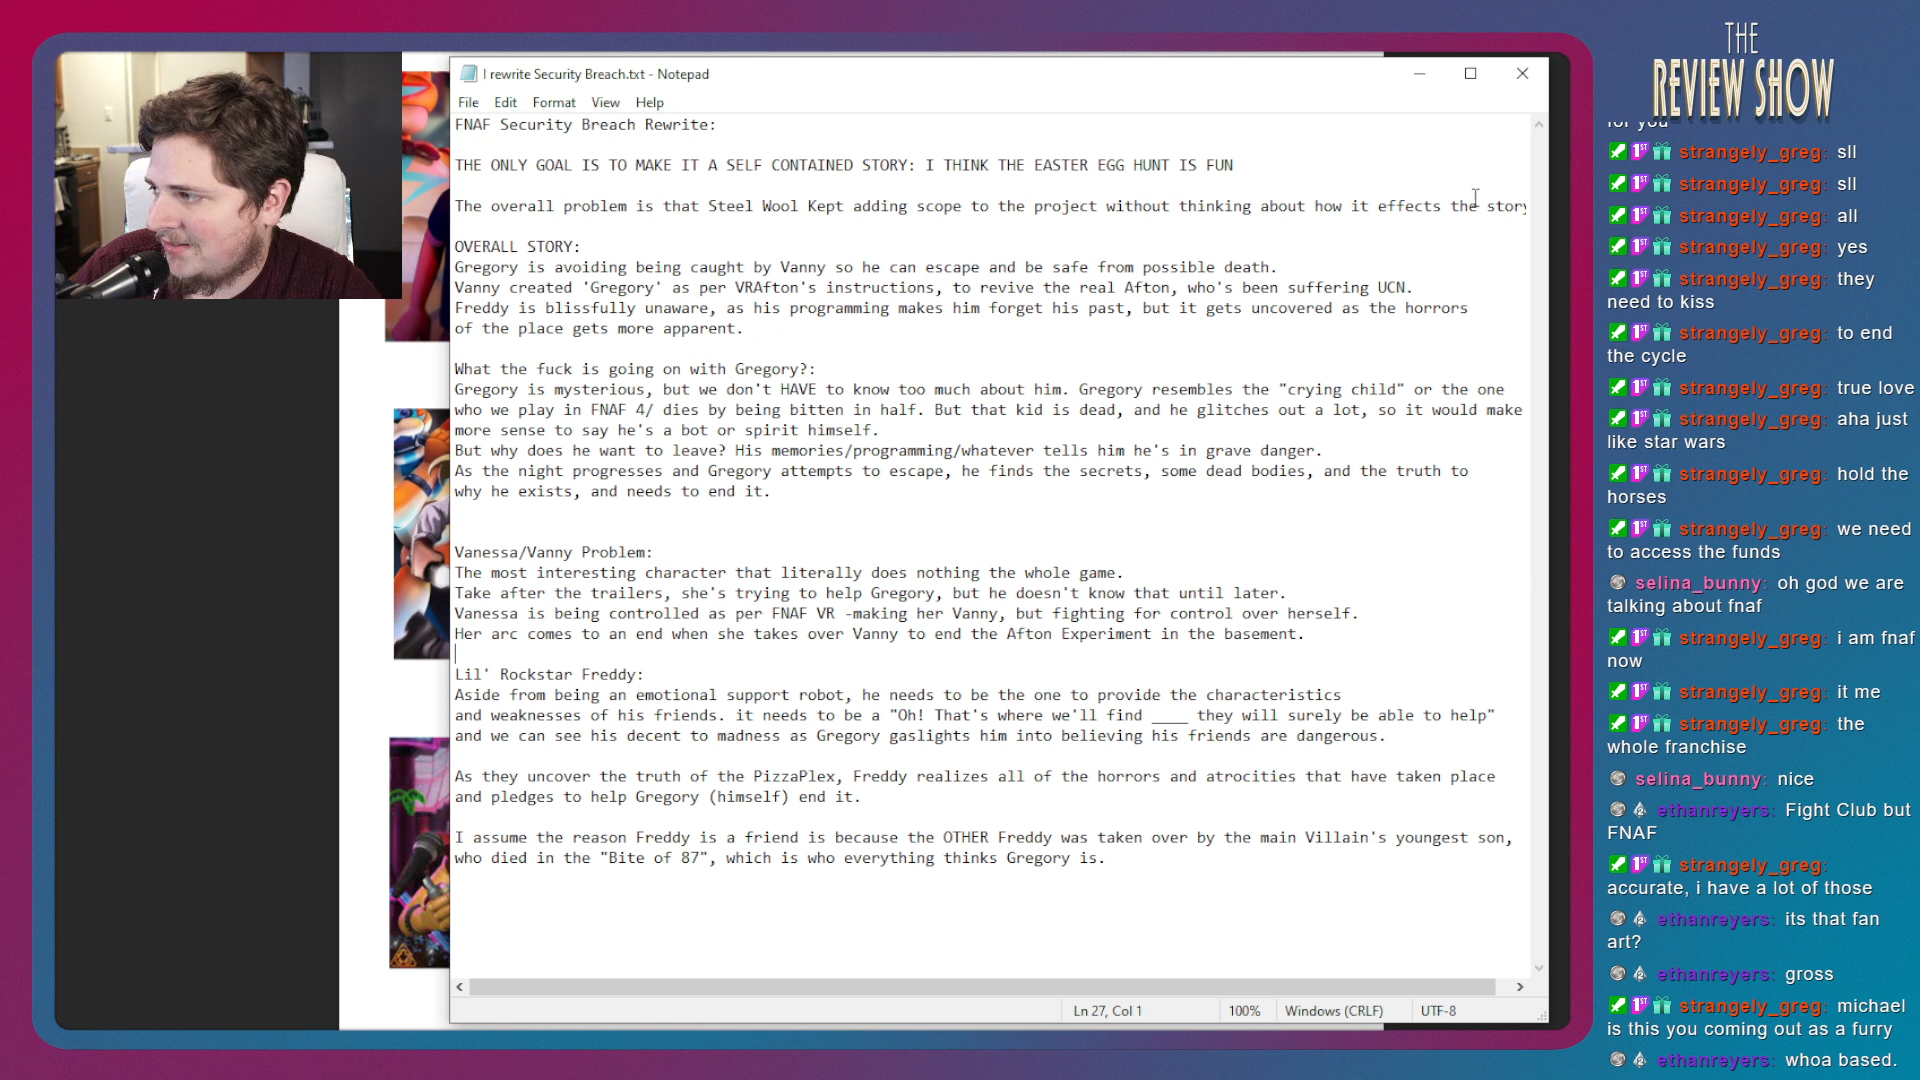 I rewrite Security Breach.txt - Notepad
File Edit Format View Help
FNAF Security Breach Rewrite:
THE ONLY GOAL IS TO MAKE IT A SELF CONTAINED STORY: I THINK THE EASTER EGG HUNT IS FUN
The overall problem is that Steel Wool Kept adding scope to the project without thinking about how it effects the story
OVERALL STORY:
Gregory is avoiding being caught by Vanny so he can escape and be safe from possible death.
Vanny created 'Gregory' as per VRAfton's instructions, to revive the real Afton, who's been suffering UCN.
Freddy is blissfully unaware, as his programming makes him forget his past, but it gets uncovered as the horrors
of the place gets more apparent.
What the fuck is going on with Gregory?:
Gregory is mysterious, but we don't HAVE to know too much about him. Gregory resembles the "crying child" or the one
who we play in FNAF 4/ dies by being bitten in half. But that kid is dead, and he glitches out a lot, so it would make
more sense to say he's a bot or spirit himself.
But why does he want to leave? His memories/programming/whatever tells him he's in grave danger.
As the night progresses and Gregory attempts to escape, he finds the secrets, some dead bodies, and the truth to
why he exists, and needs to end it.
Vanessa/Vanny Problem:
The most interesting character that literally does nothing the whole game.
Take after the trailers, she's trying to help Gregory, but he doesn't know that until later.
Vanessa is being controlled as per FNAF VR -making her Vanny, but fighting for control over herself.
Her arc comes to an end when she takes over Vanny to end the Afton Experiment in the basement.
Lil' Rockstar Freddy:
Aside from being an emotional support robot, he needs to be the one to provide the characteristics
and weaknesses of his friends. it needs to be a "Oh! That's where we'll find ____ they will surely be able to help"
and we can see his decent to madness as Gregory gaslights him into believing his friends are dangerous.
As they uncover the truth of the PizzaPlex, Freddy realizes all of the horrors and atrocities that have taken place
and pledges to help Gregory (himself) end it.
I assume the reason Freddy is a friend is because the OTHER Freddy was taken over by the main Villain's youngest son,
who died in the "Bite of 87", which is who everything thinks Gregory is.
Ln 27, Col 1 100% Windows (CRLF) UTF-8
THE
REVIEW SHOW
for you
1ST strangely_greg: sll
1ST strangely_greg: sll
1ST strangely_greg: all
1ST strangely_greg: yes
1ST strangely_greg: they
need to kiss
1ST strangely_greg: to end
the cycle
1ST strangely_greg: true love
1ST strangely_greg: aha just
like star wars
1ST strangely_greg: hold the
horses
1ST strangely_greg: we need
to access the funds
selina_bunny: oh god we are
talking about fnaf
1ST strangely_greg: i am fnaf
now
1ST strangely_greg: it me
1ST strangely_greg: the
whole franchise
selina_bunny: nice
2 ethanreyers: Fight Club but
FNAF
1ST strangely_greg:
accurate, i have a lot of those
2 ethanreyers: its that fan
art?
2 ethanreyers: gross
1ST strangely_greg: michael
is this you coming out as a furry
2 ethanreyers: whoa based.